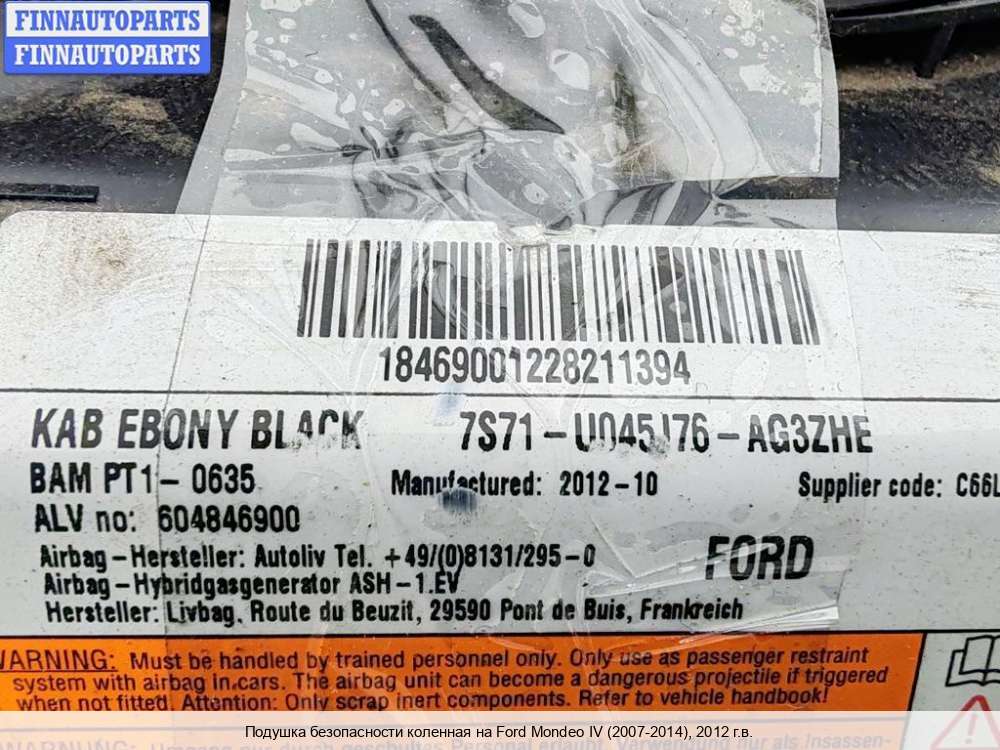 FINNAUTOPARTS
FINNAUTOPARTS
18469001228211394
KAB EBONY BLACK 7S71-U045J76-AG3ZHE
BAM PT1-0635 Manufactured: 2012-10 Supplier code: C66L
ALV no: 604846900
Airbag-Hersteller: Autoliv Tel. +49/(0)8131/295-0 FORD
Airbag-Hybridgasgenerator ASH-1.EV
Hersteller: Livbag, Route du Beuzit, 29590 Pont de Buis, Frankreich
WARNING: Must be handled by trained personnel only. Only use as passenger restraint
system with airbag in cars. The airbag unit can become a dangerous projectile if triggered
when not fitted. Attention: Only scrap inert components. Refer to vehicle handbook!
Подушка безопасности коленная на Ford Mondeo IV (2007-2014), 2012 г.в.